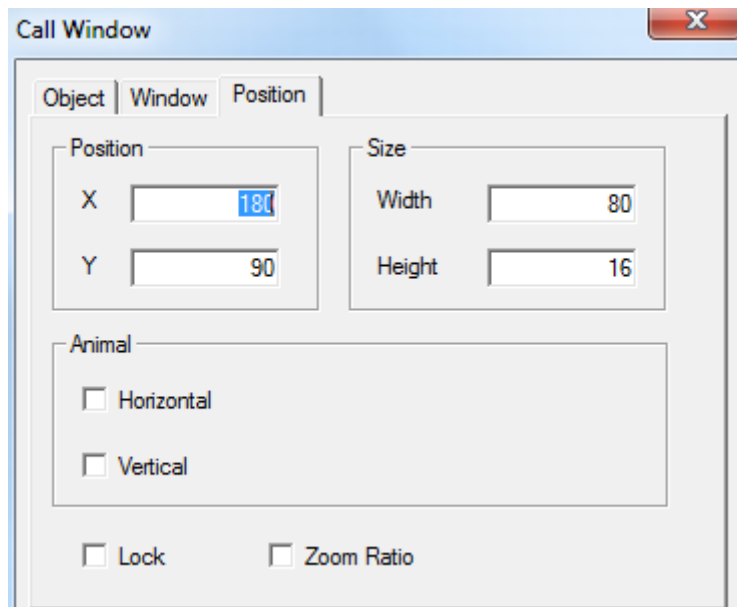 Call Window
Object Window Position
Position Size
X 180 Width 80
Y 90 Height 16
Animal
Horizontal
Vertical
Lock Zoom Ratio